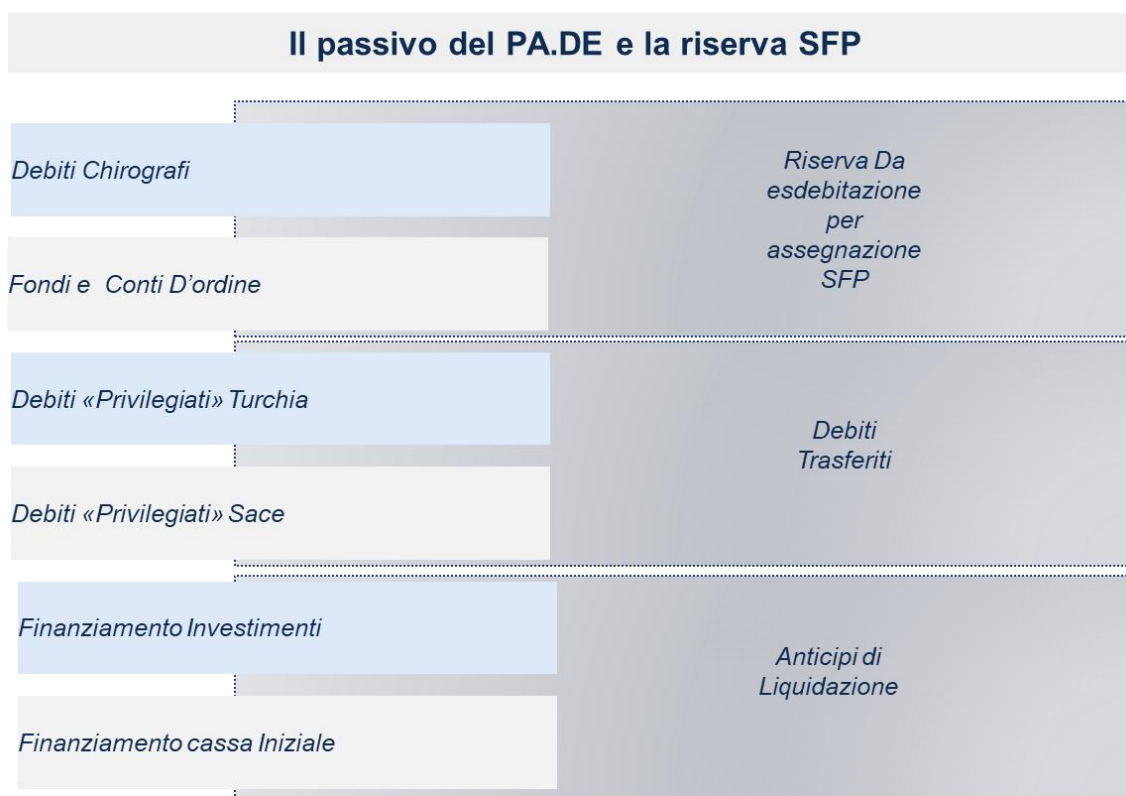 Il passivo del PA.DE e la riserva SFP
Debiti Chirografi
Fondi e Conti D'ordine
Riserva Da
esdebitazione
per
assegnazione
SFP
Debiti «Privilegiati» Turchia
Debiti «Privilegiati» Sace
Debiti
Trasferiti
Finanziamento Investimenti
Finanziamento cassa Iniziale
Anticipi di
Liquidazione